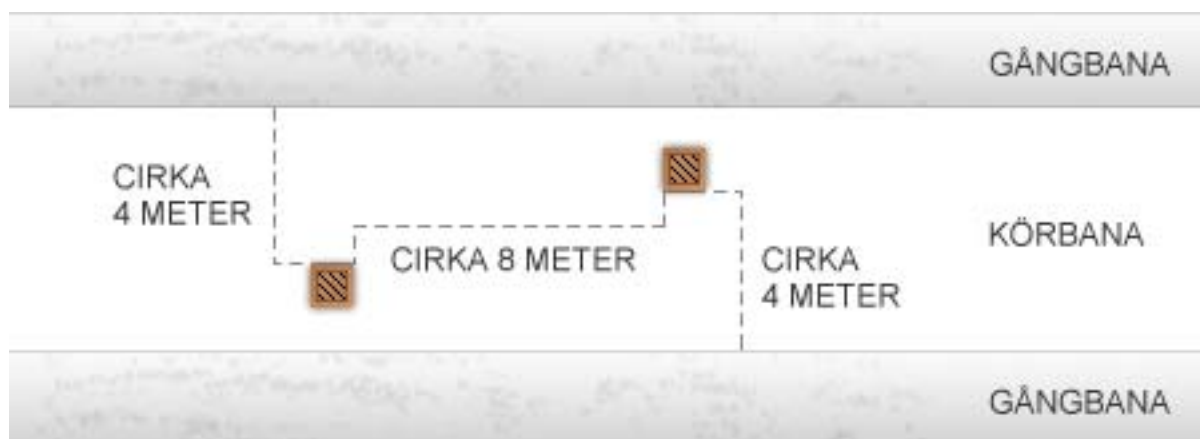 GÅNGBANA
CIRKA
4 METER
CIRKA 8 METER
CIRKA
4 METER
KÖRBANA
GÅNGBANA